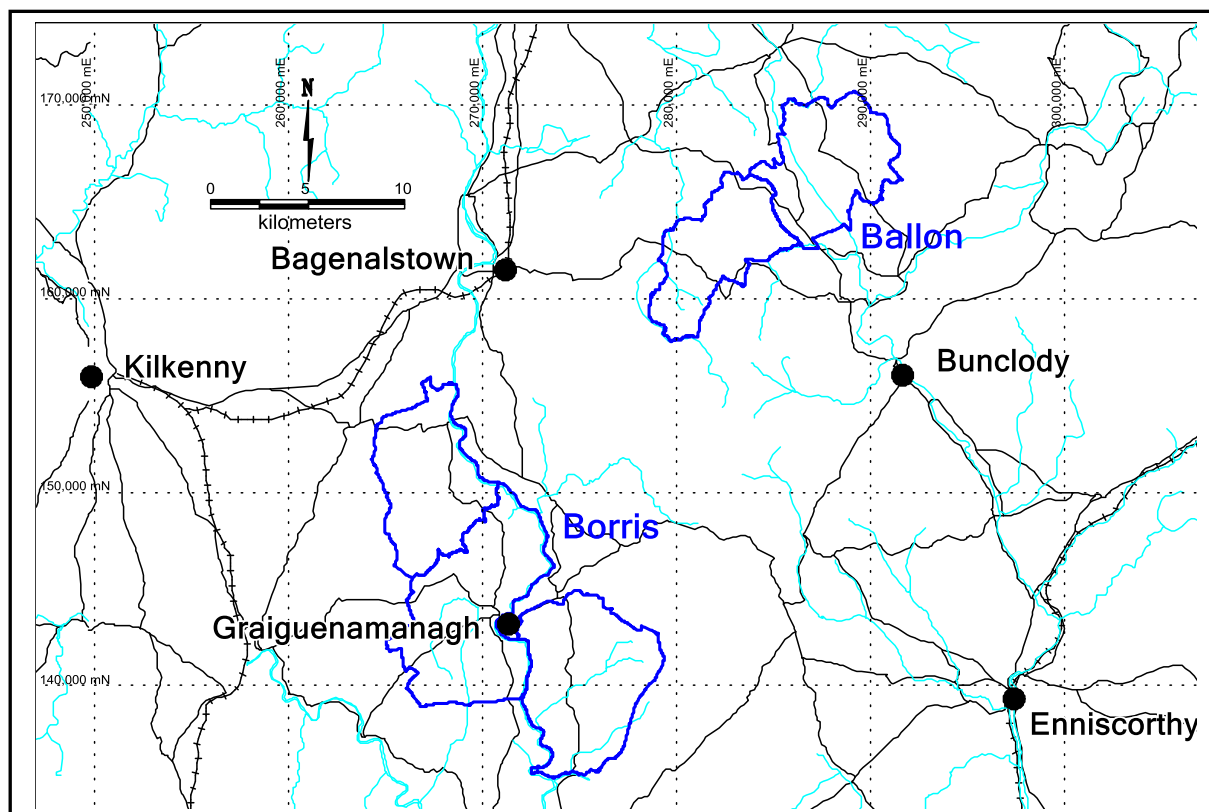 250,000 mE
260,000 mE
270,000 mE
280,000 mE
290,000 mE
300,000 mE
170,000 mN
N
0 5 10
kilometers
Ballon
Bagenalstown
160,000 mN
Kilkenny
Bunclody
150,000 mN
Borris
Graiguenamanagh
140,000 mN
Enniscorthy